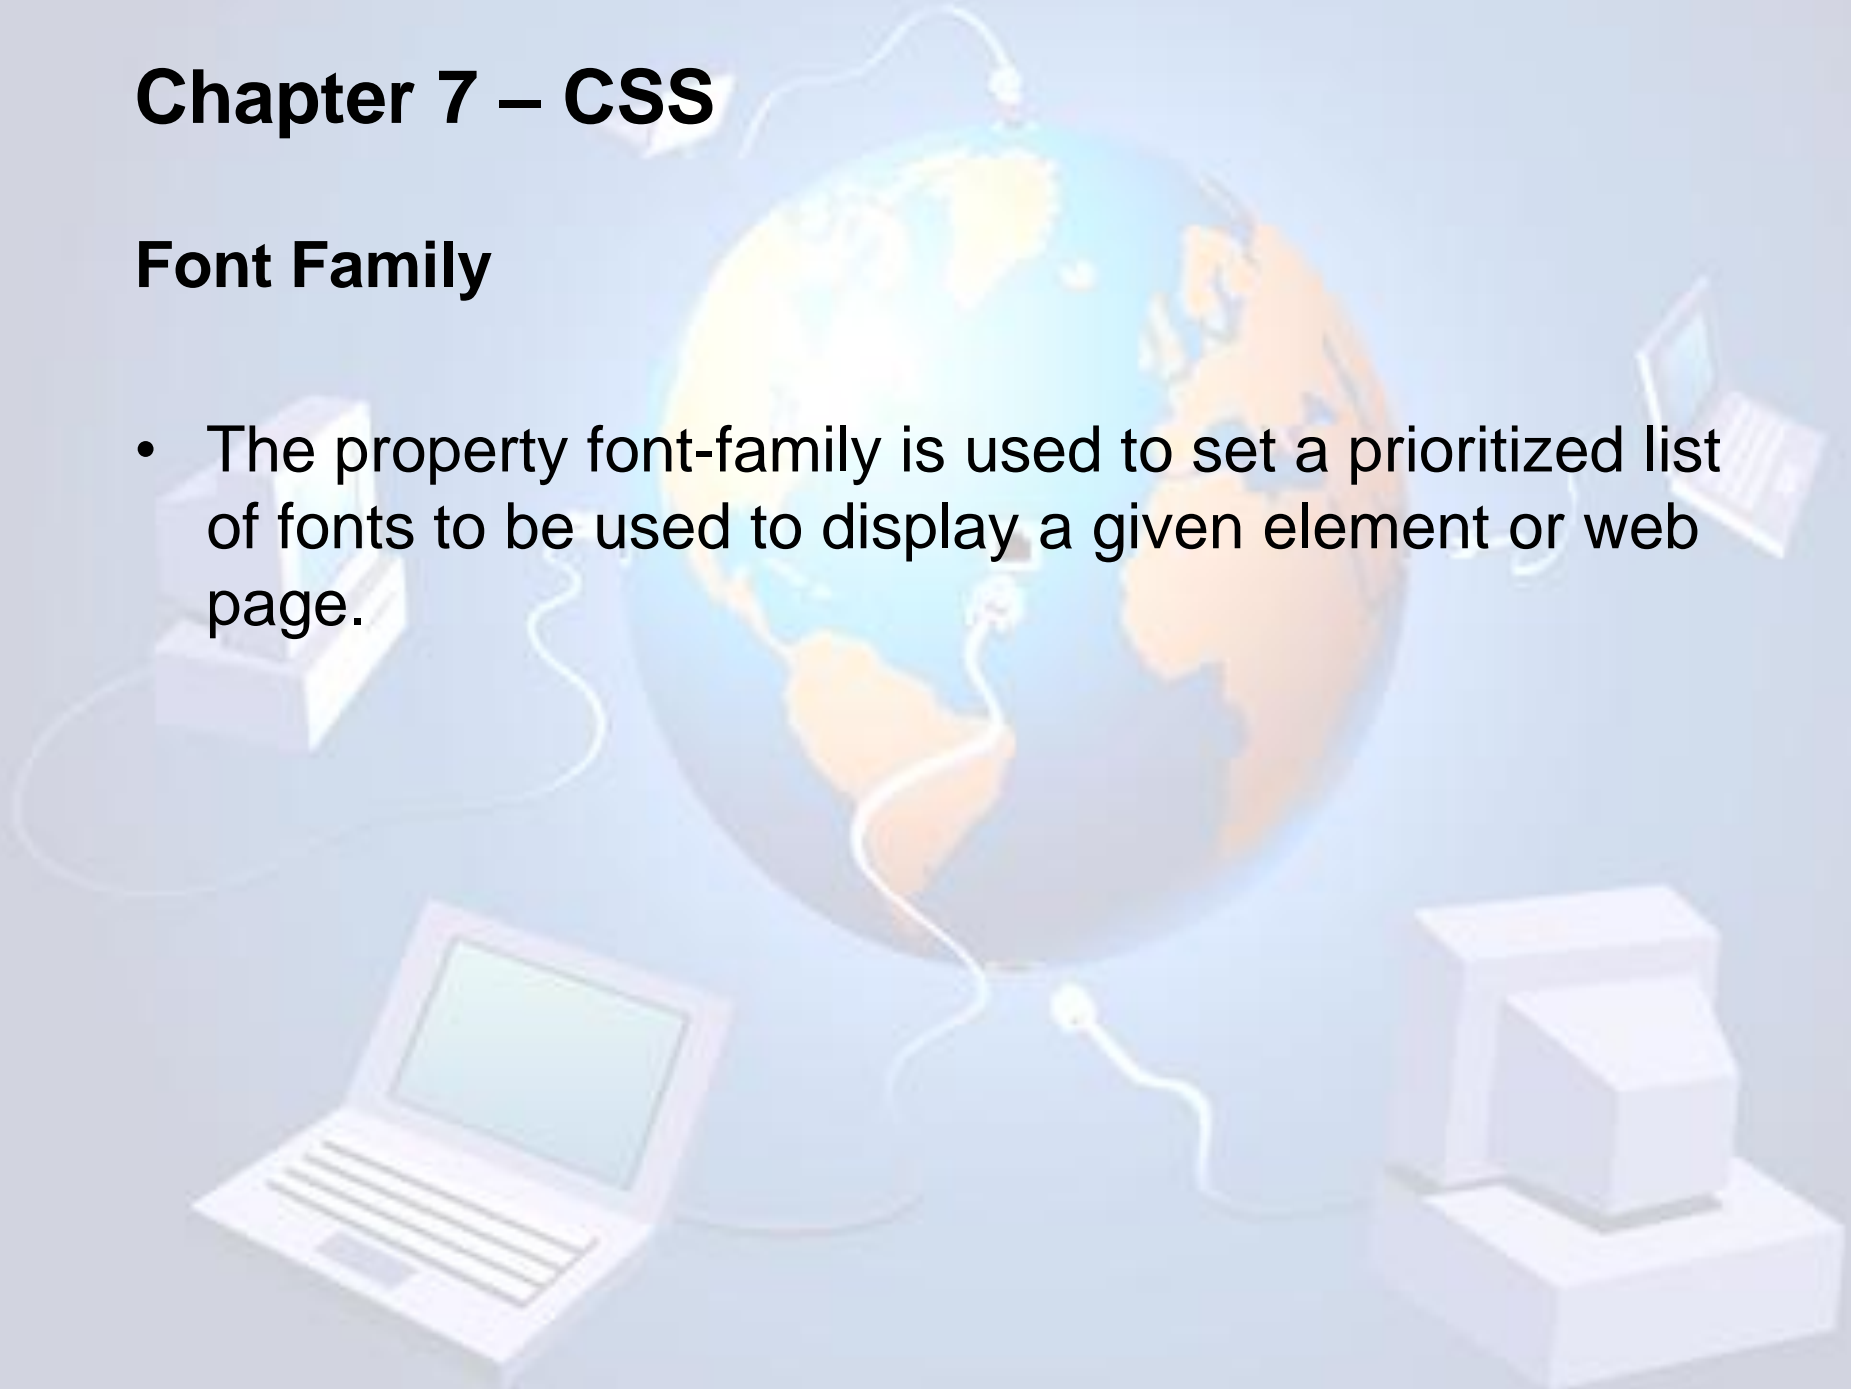 Chapter 7 – CSS
Font Family
• The property font-family is used to set a prioritized list
of fonts to be used to display a given element or web
page.